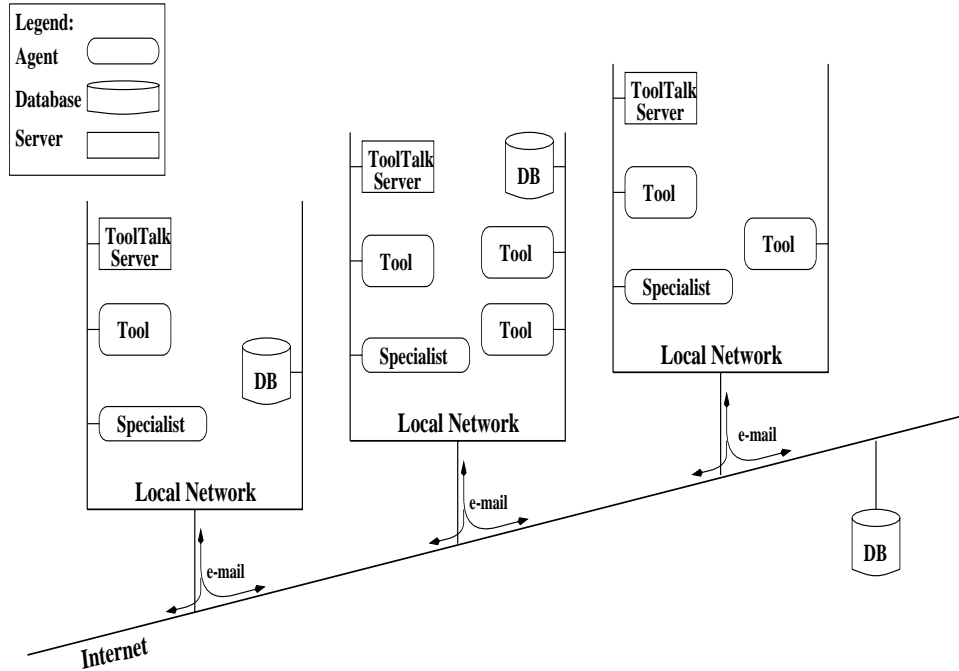 Legend:
Agent
Database
Server
ToolTalk
Server
Tool
DB
Specialist
Local Network
e-mail
ToolTalk
Server
DB
Tool
Tool
Tool
Specialist
Local Network
e-mail
ToolTalk
Server
Tool
Tool
Specialist
Local Network
e-mail
DB
Internet